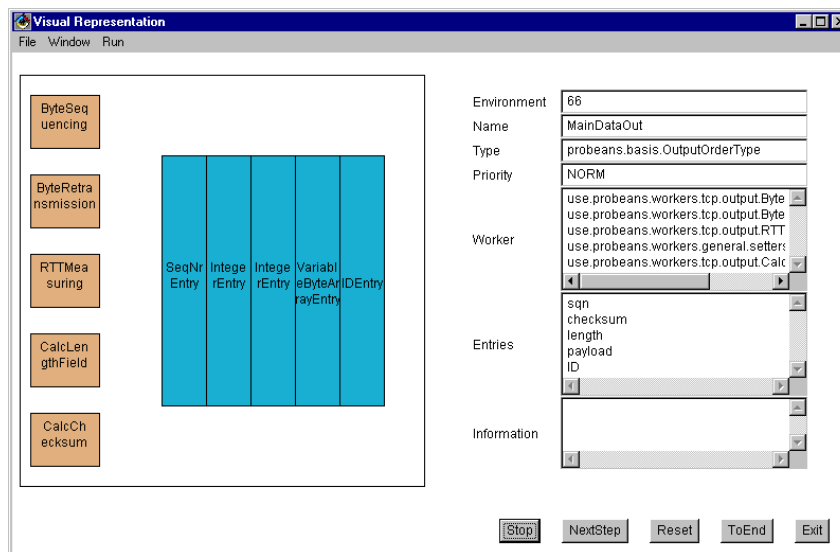 Visual Representation
File Window Run
ByteSeq
uencing
ByteRetra
nsmission
RTTMea
suring
CalcLen
gthField
CalcCh
ecksum
SeqNr
Entry
Intege
rEntry
Intege
rEntry
Variabl
eByteAr
rayEntry
IDEntry
Environment 66
Name MainDataOut
Type probeans.basis.OutputOrderType
Priority NORM
Worker
use.probeans.workers.tcp.output.Byte
use.probeans.workers.tcp.output.Byte
use.probeans.workers.tcp.output.RTT
use.probeans.workers.general.setters
use.probeans.workers.tcp.output.Calc
Entries
sqn
checksum
length
payload
ID
Information
Stop NextStep Reset ToEnd Exit